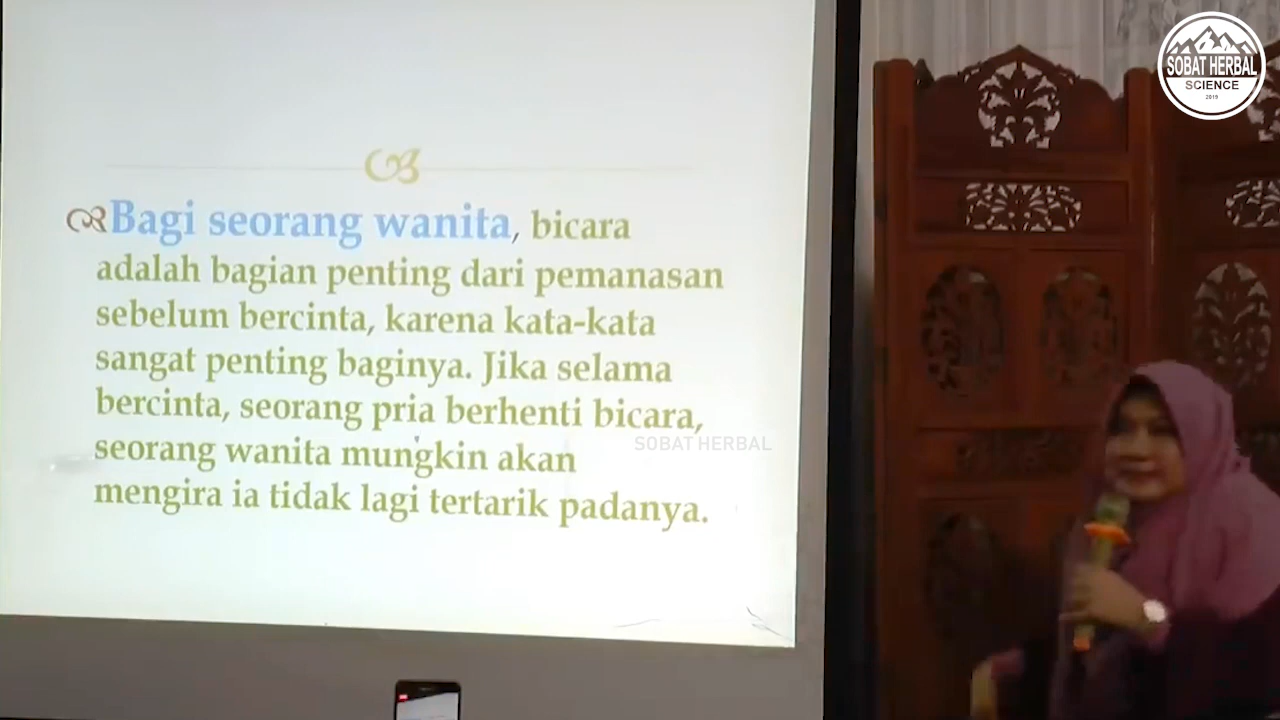 Bagi seorang wanita, bicara
adalah bagian penting dari pemanasan
sebelum bercinta, karena kata-kata
sangat penting baginya. Jika selama
bercinta, seorang pria berhenti bicara,
seorang wanita mungkin akan
mengira ia tidak lagi tertarik padanya.
SOBAT HERBAL
SOBAT HERBAL
SCIENCE
2019